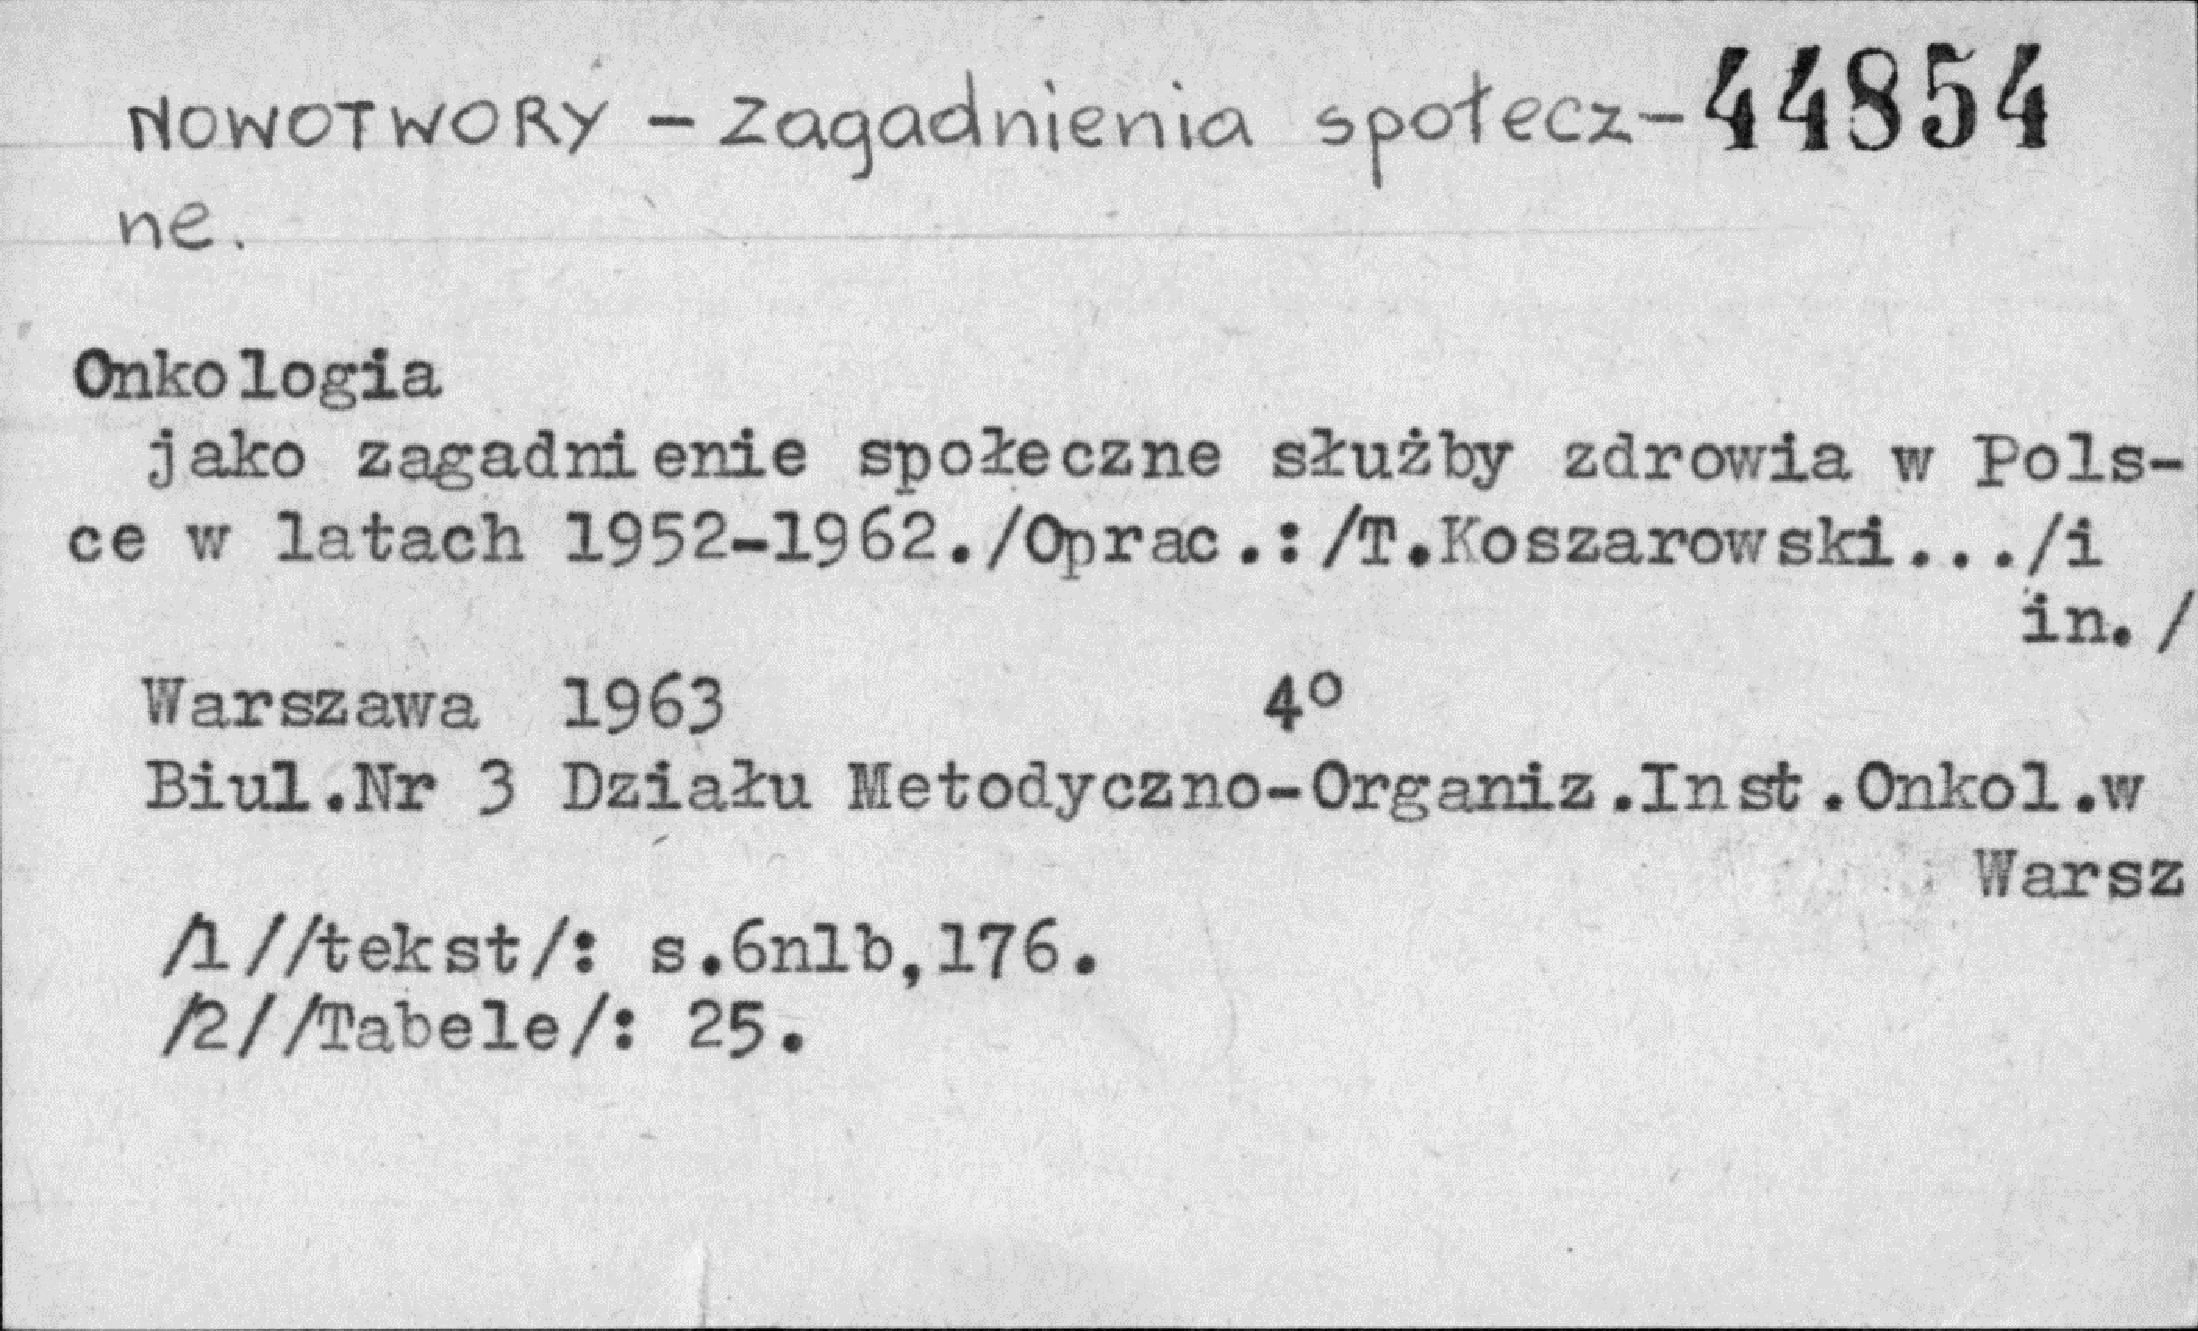 NOWOTWORY - Zagadnienia społecz- 44854
ne.
Onkologia
jako zagadnienie społeczne służby zdrowia w Pols-
ce w latach 1952-1962./Oprac.:/T.Koszarowski.../i
in./
Warszawa 1963 4º
Biul.Nr 3 Działu Metodyczno-Organiz.Inst.Onkol.w
Warsz
/1//tekst/: s.6nlb,176.
/2//Tabele/: 25.